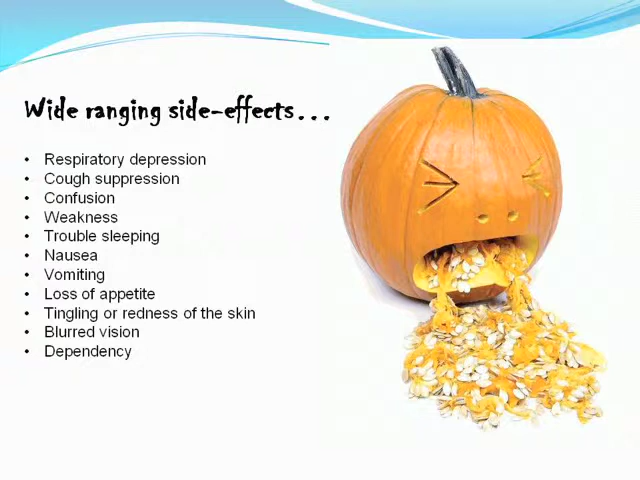 Wide ranging side-effects...
• Respiratory depression
• Cough suppression
• Confusion
• Weakness
• Trouble sleeping
• Nausea
• Vomiting
• Loss of appetite
• Tingling or redness of the skin
• Blurred vision
• Dependency